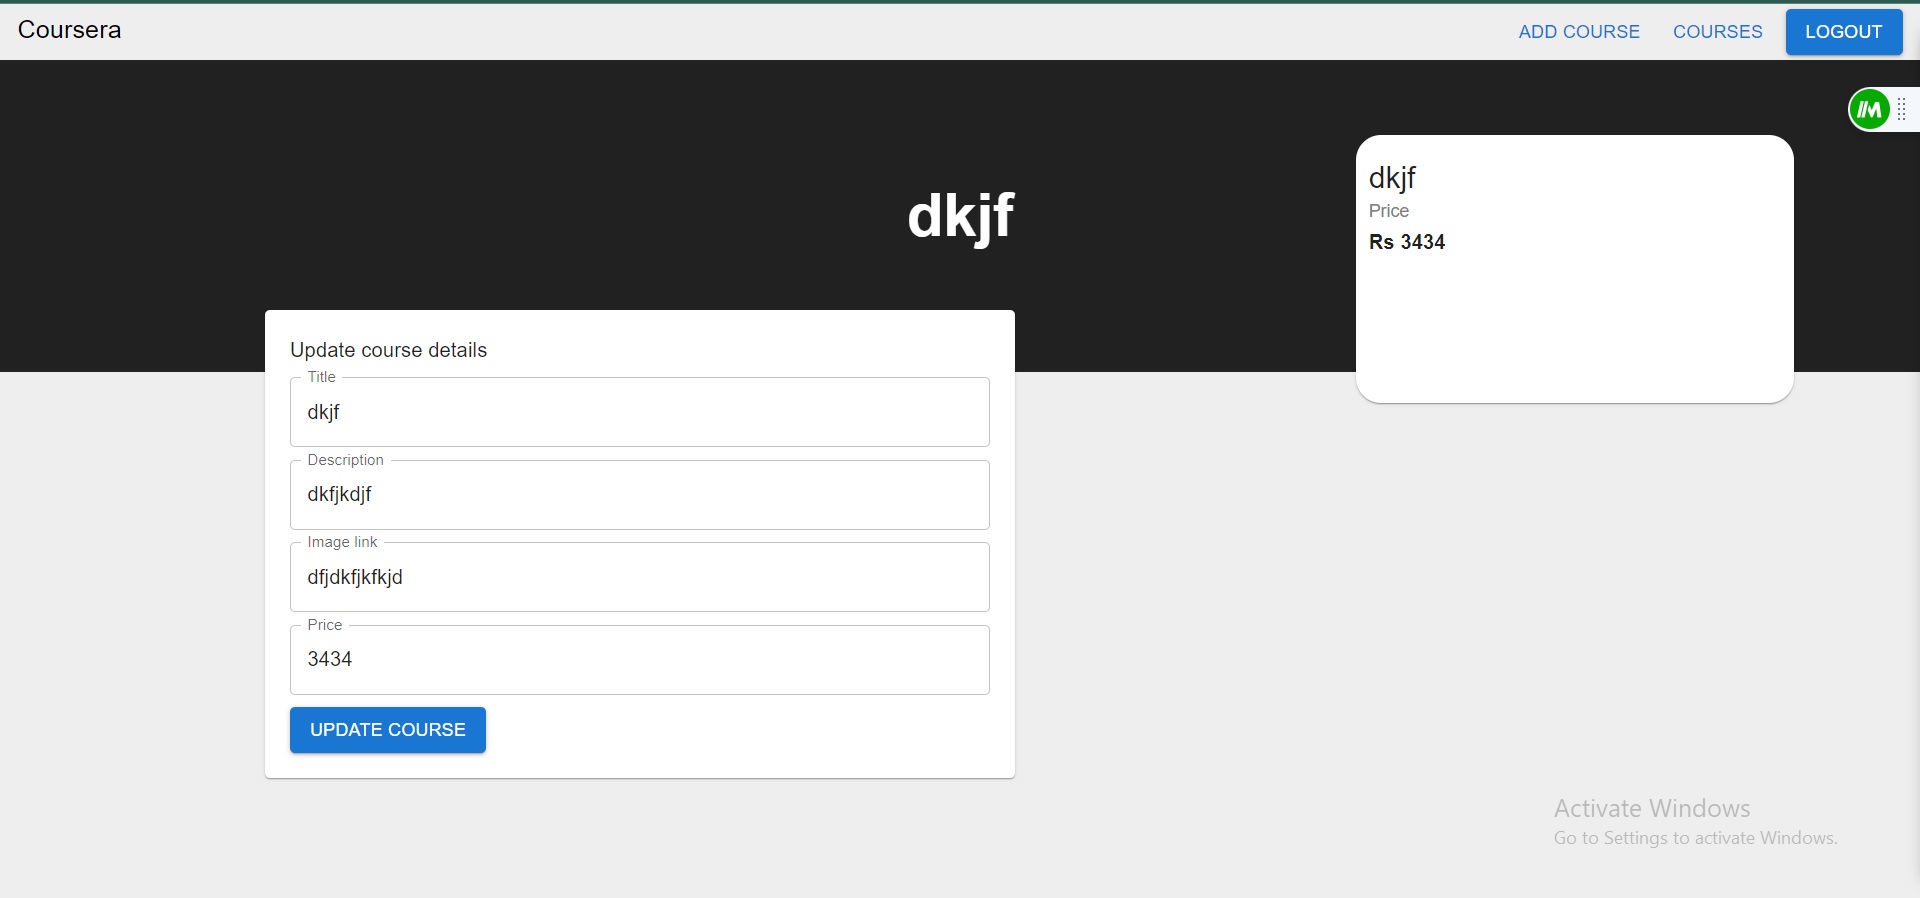 Coursera
ADD COURSE
COURSES
LOGOUT
M
dkjf
dkjf
Price
Rs 3434
Update course details
Title
dkjf
Description
dkfjkdjf
Image link
dfjdkfjkfkjd
Price
3434
UPDATE COURSE
Activate Windows
Go to Settings to activate Windows.